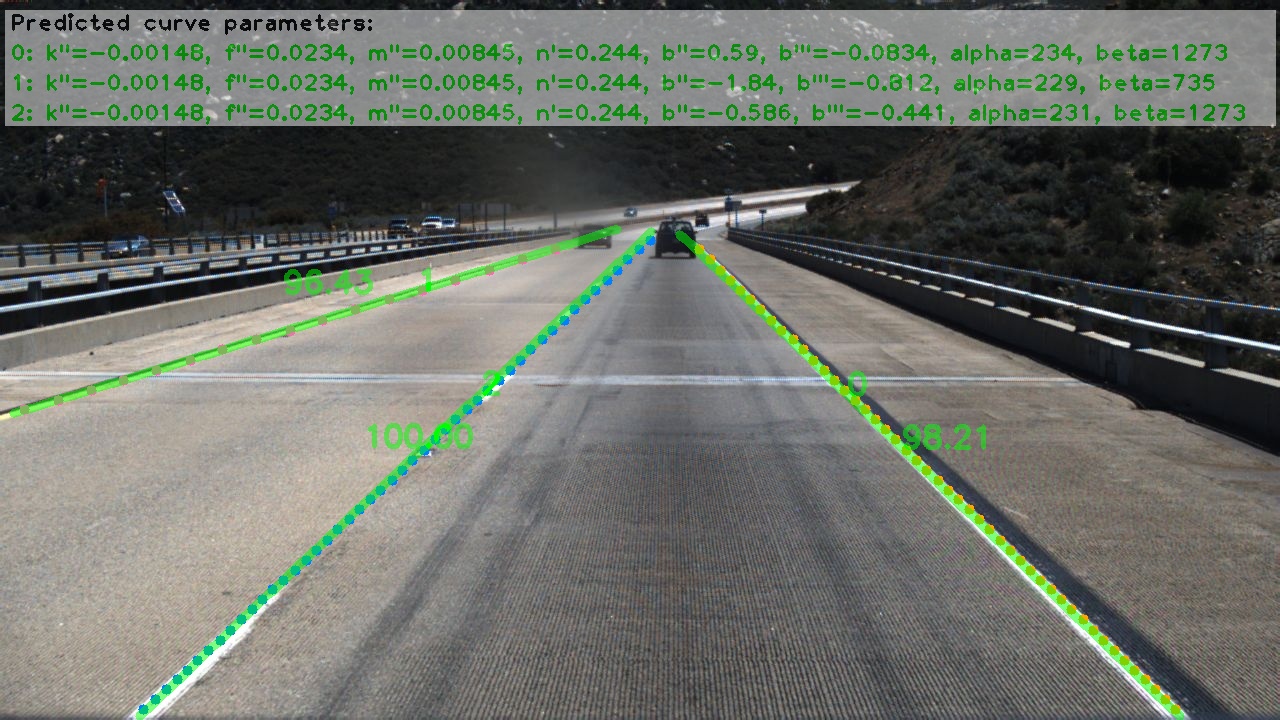 Predicted curve parameters:
0: k''=-0.00148, f''=0.0234, m''=0.00845, n'=0.244, b''=0.59, b'''=-0.0834, alpha=234, beta=1273
1: k''=-0.00148, f''=0.0234, m''=0.00845, n'=0.244, b''=-1.84, b'''=-0.812, alpha=229, beta=735
2: k''=-0.00148, f''=0.0234, m''=0.00845, n'=0.244, b''=-0.586, b'''=-0.441, alpha=231, beta=1273
98.43 1
2 0
100.00 98.21